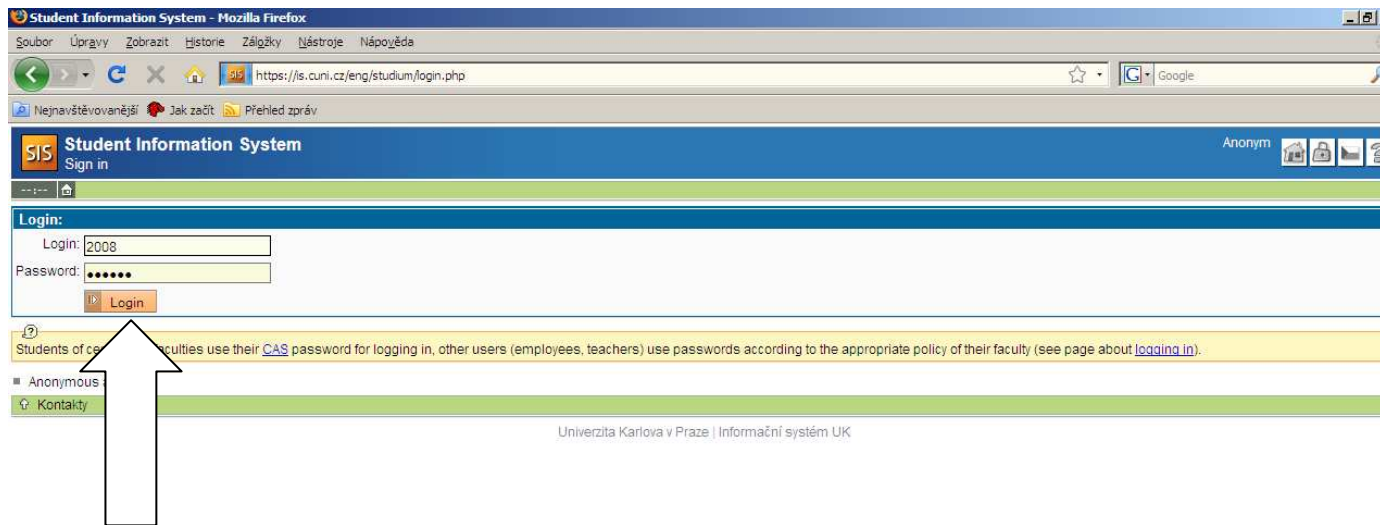 Student Information System - Mozilla Firefox
Soubor Úpravy Zobrazit Historie Záložky Nástroje Nápověda
SIS https://is.cuni.cz/eng/studium/login.php G Google
Nejnavštěvovanější Jak začít Přehled zpráv
SIS Student Information System Anonym
Sign in
--:--
Login:
Login: 2008
Password: ••••••
Login
Students of aculties use their CAS password for logging in, other users (employees, teachers) use passwords according to the appropriate policy of their faculty (see page about logging in).
Anonymous
Kontakty
Univerzita Karlova v Praze | Informační systém UK